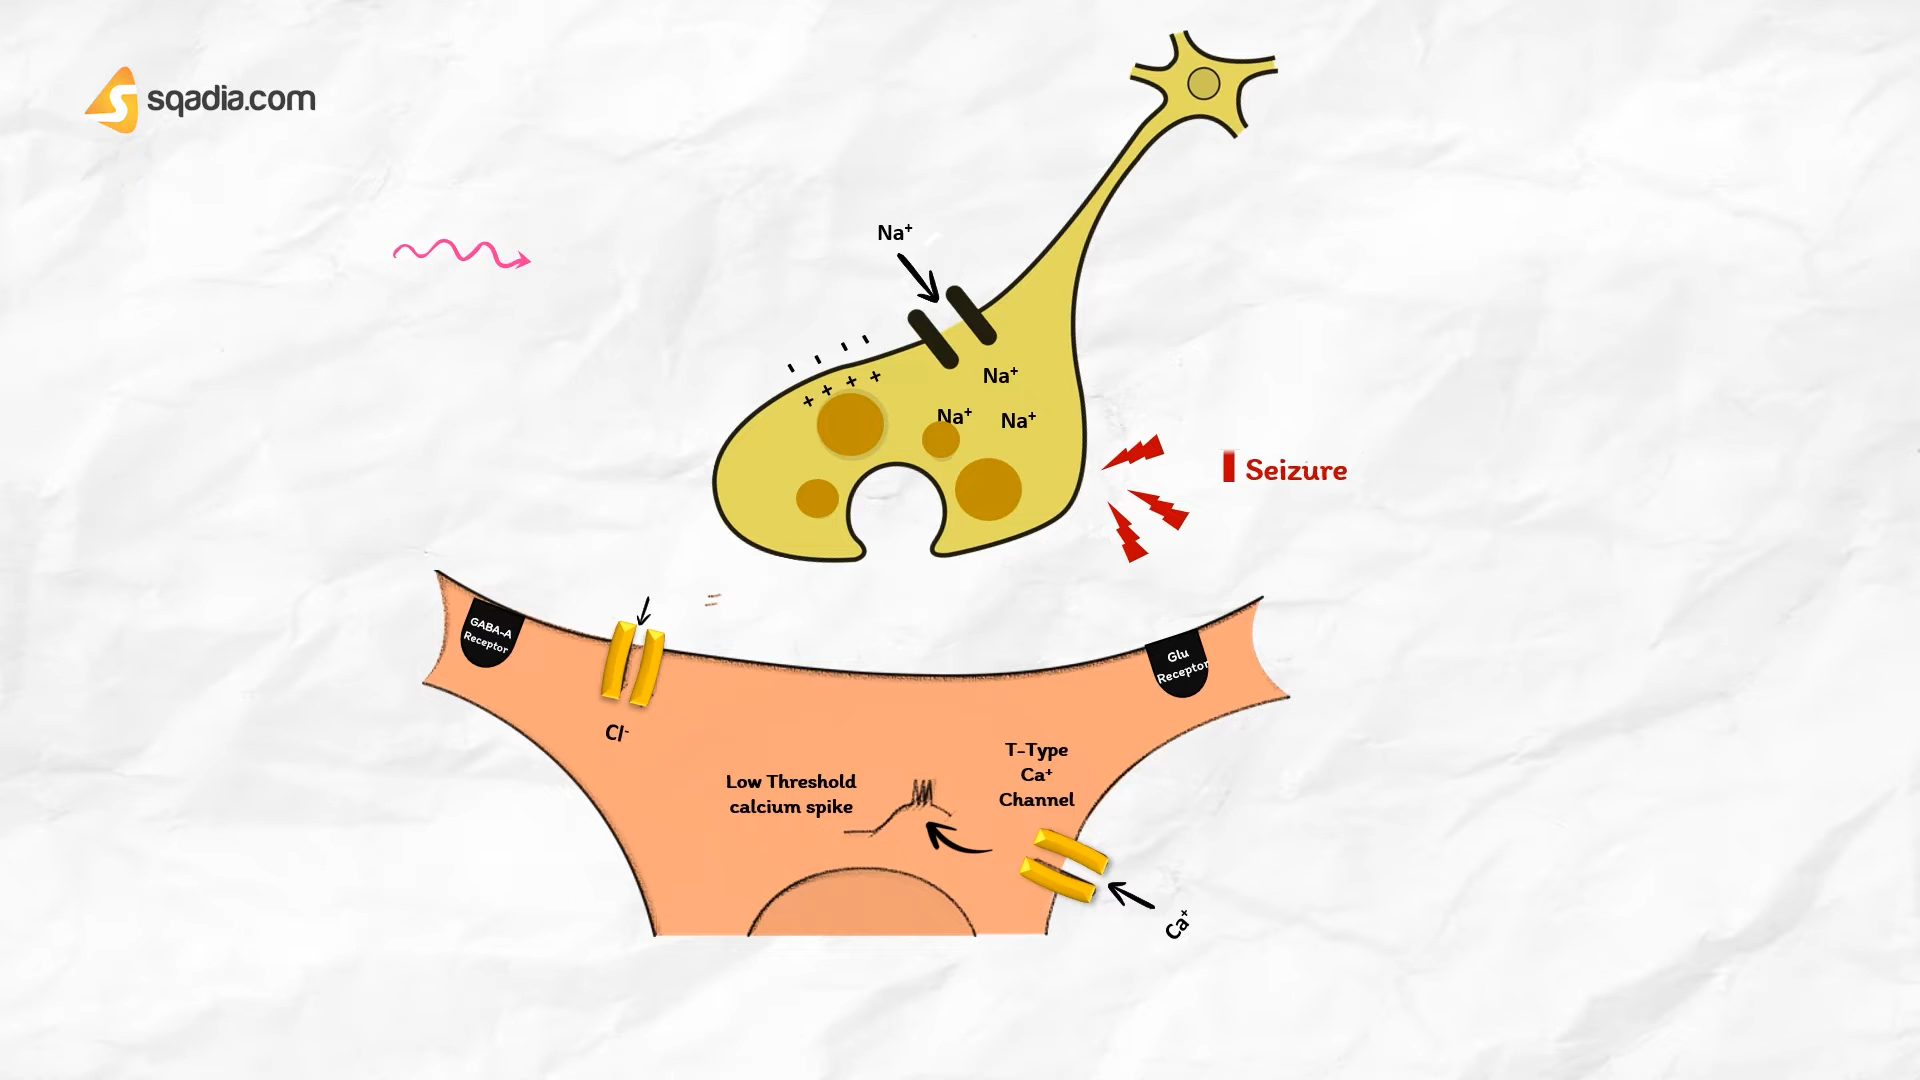 sqadia.com
Na⁺
- - - -
+ + + +
Na⁺
Na⁺ Na⁺
Seizure
GABA-A
Receptor
Glu
Receptor
Cl⁻
T-Type
Ca⁺
Channel
Low Threshold
calcium spike
Ca⁺